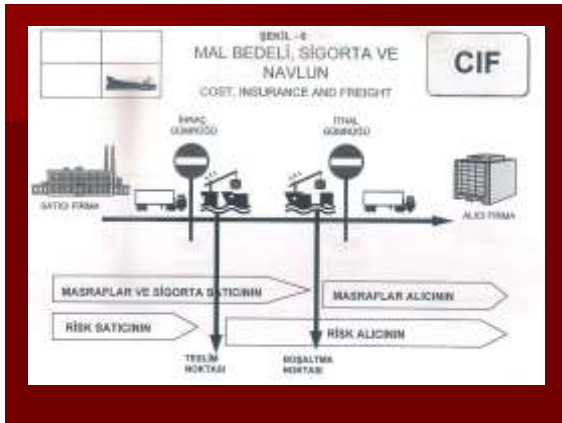 ŞEKİL - 6
MAL BEDELİ, SİGORTA VE
NAVLUN
COST, INSURANCE AND FREIGHT
CIF
İHRAÇ
GÜMRÜĞÜ
İTHAL
GÜMRÜĞÜ
SATICI FİRMA
ALICI FİRMA
MASRAFLAR VE SİGORTA SATICININ
MASRAFLAR ALICININ
RİSK SATICININ
RİSK ALICININ
TESLİM
NOKTASI
BOŞALTMA
NOKTASI